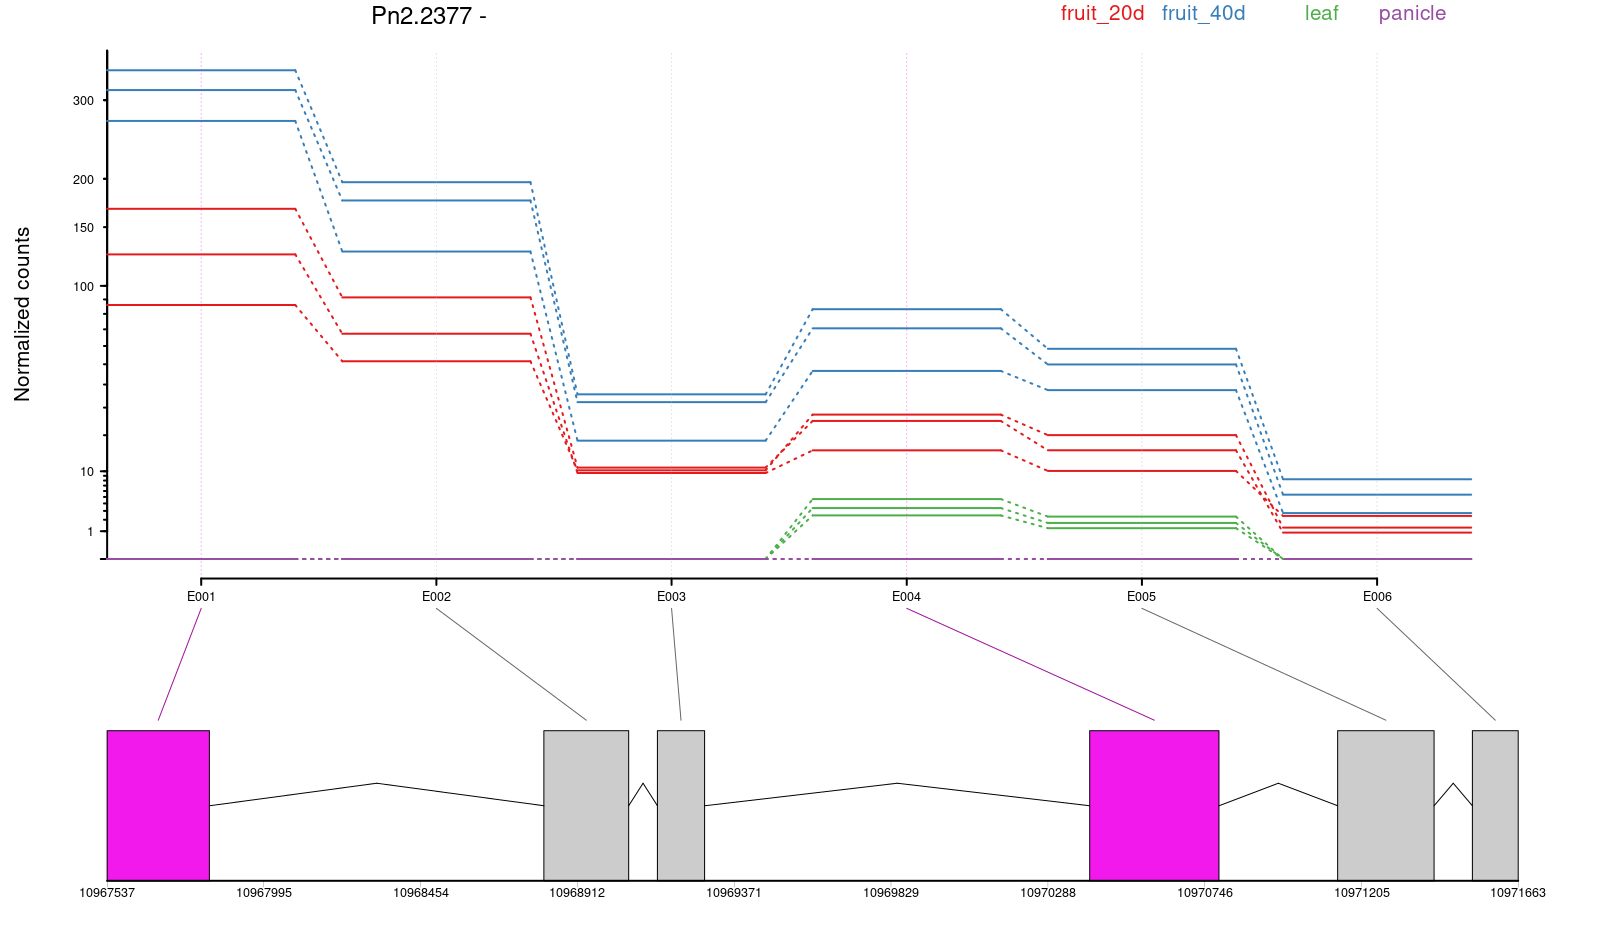 Pn2.2377 -
fruit_20d fruit_40d leaf panicle
Normalized counts
300
200
150
100
10
1
E001 E002 E003 E004 E005 E006
10967537 10967995 10968454 10968912 10969371 10969829 10970288 10970746 10971205 10971663